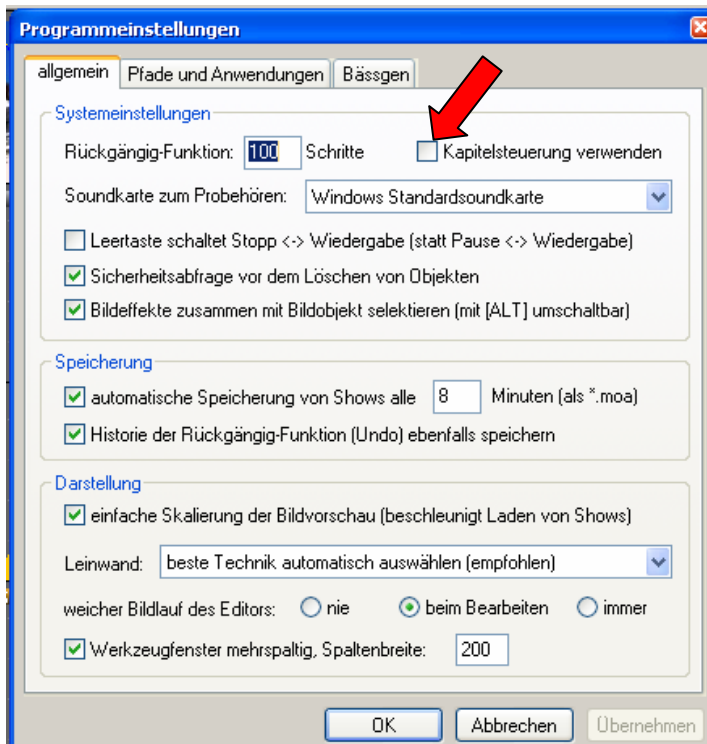 Programmeinstellungen
allgemein Pfade und Anwendungen Bässgen
Systemeinstellungen
Rückgängig-Funktion: 100 Schritte Kapitelsteuerung verwenden
Soundkarte zum Probehören: Windows Standardsoundkarte
Leertaste schaltet Stopp <-> Wiedergabe (statt Pause <-> Wiedergabe)
Sicherheitsabfrage vor dem Löschen von Objekten
Bildeffekte zusammen mit Bildobjekt selektieren (mit [ALT] umschaltbar)
Speicherung
automatische Speicherung von Shows alle 8 Minuten (als *.moa)
Historie der Rückgängig-Funktion (Undo) ebenfalls speichern
Darstellung
einfache Skalierung der Bildvorschau (beschleunigt Laden von Shows)
Leinwand: beste Technik automatisch auswählen (empfohlen)
weicher Bildlauf des Editors: nie beim Bearbeiten immer
Werkzeugfenster mehrspaltig, Spaltenbreite: 200
OK Abbrechen Übernehmen